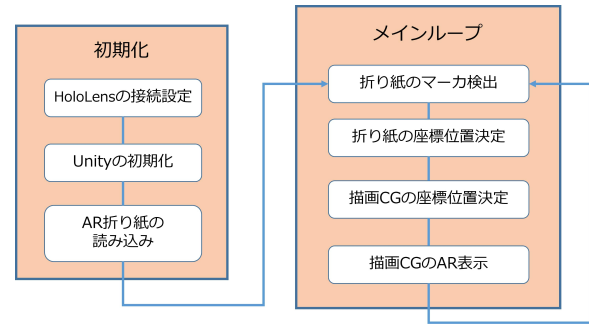 初期化
HoloLensの接続設定
Unityの初期化
AR折り紙の
読み込み
メインループ
折り紙のマーカ検出
折り紙の座標位置決定
描画CGの座標位置決定
描画CGのAR表示